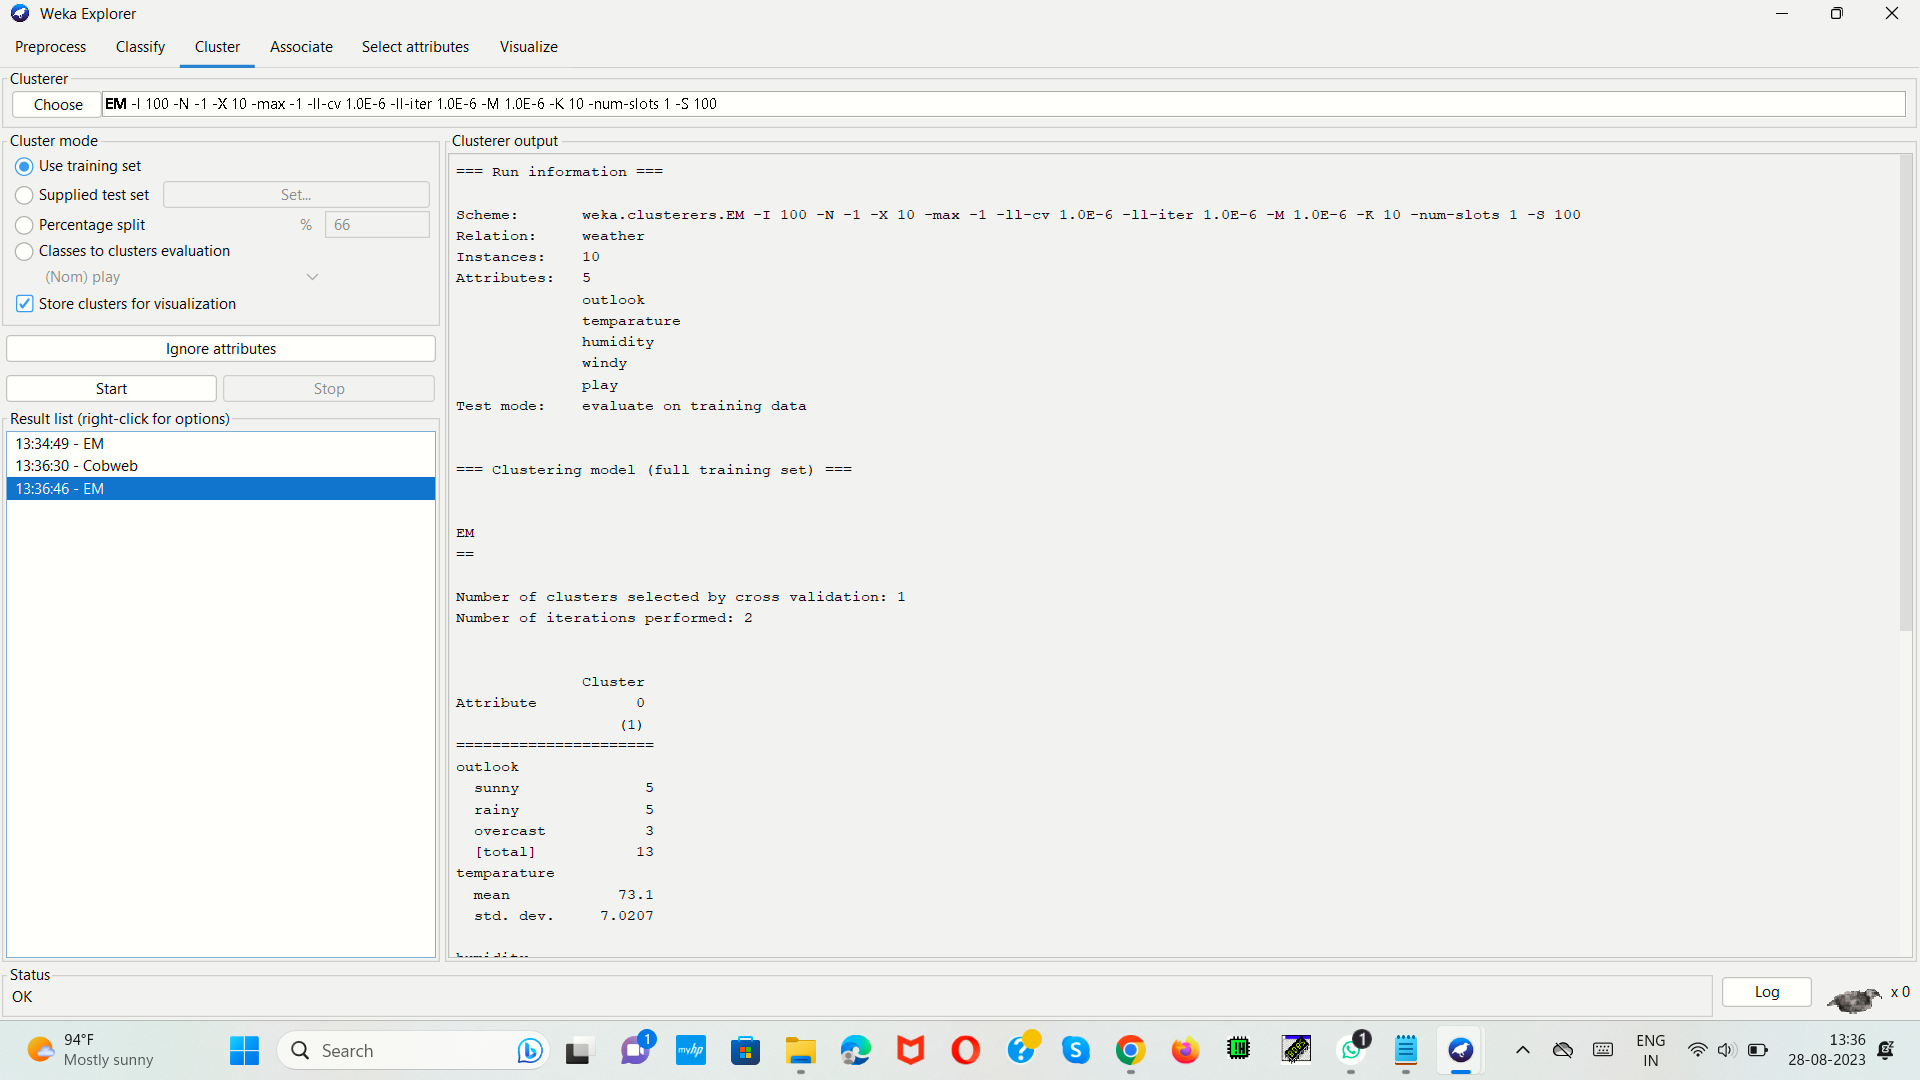 Weka Explorer
Preprocess Classify Cluster Associate Select attributes Visualize
Clusterer
Choose EM -I 100 -N -1 -X 10 -max -1 -ll-cv 1.0E-6 -ll-iter 1.0E-6 -M 1.0E-6 -K 10 -num-slots 1 -S 100
Cluster mode
Use training set
Supplied test set Set...
Percentage split % 66
Classes to clusters evaluation
(Nom) play
Store clusters for visualization
Ignore attributes
Start Stop
Result list (right-click for options)
13:34:49 - EM
13:36:30 - Cobweb
13:36:46 - EM
Clusterer output
=== Run information ===
Scheme: weka.clusterers.EM -I 100 -N -1 -X 10 -max -1 -ll-cv 1.0E-6 -ll-iter 1.0E-6 -M 1.0E-6 -K 10 -num-slots 1 -S 100
Relation: weather
Instances: 10
Attributes: 5
outlook
temparature
humidity
windy
play
Test mode: evaluate on training data
=== Clustering model (full training set) ===
EM
==
Number of clusters selected by cross validation: 1
Number of iterations performed: 2
Cluster
Attribute 0
(1)
======================
outlook
sunny 5
rainy 5
overcast 3
[total] 13
temparature
mean 73.1
std. dev. 7.0207
humidity
Status
OK
Log x 0
94°F
Mostly sunny
Search
1
myhp
1
ENG
IN
13:36
28-08-2023